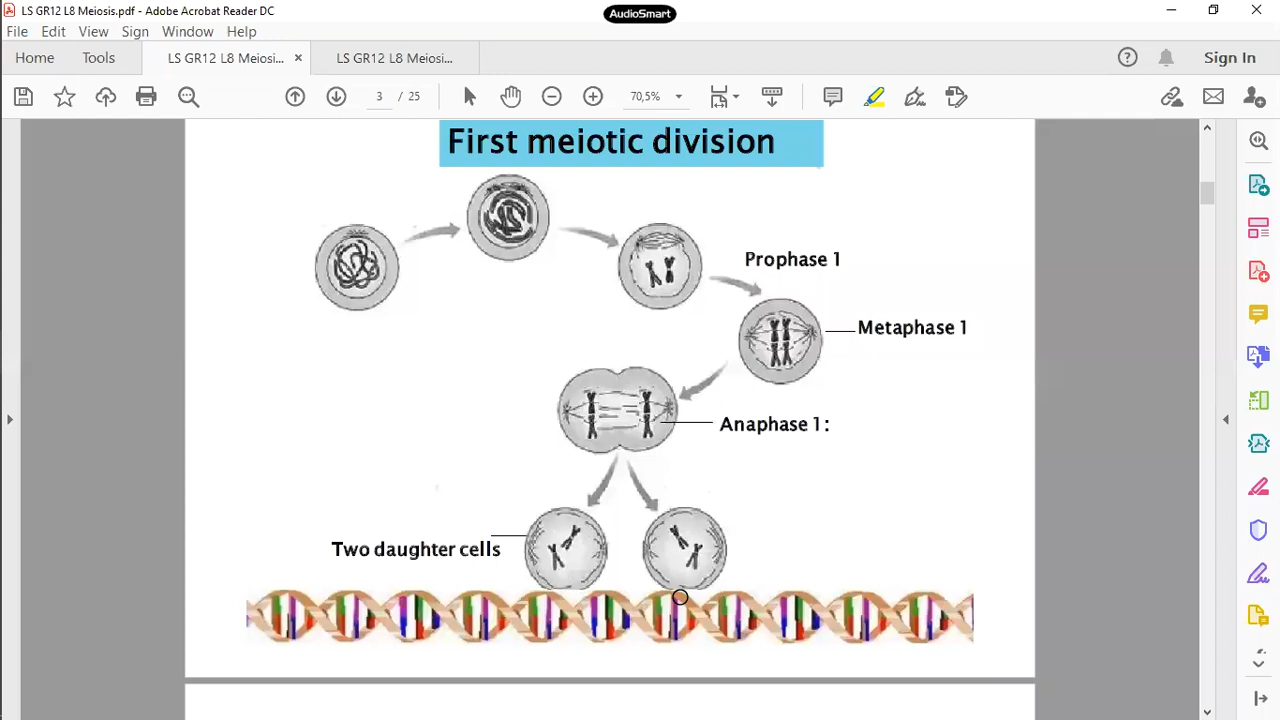 LS GR12 L8 Meiosis.pdf - Adobe Acrobat Reader DC
AudioSmart
File Edit View Sign Window Help
Home Tools LS GR12 L8 Meiosi... × LS GR12 L8 Meiosi... Sign In
3 / 25 70,5%
First meiotic division
Prophase 1
Metaphase 1
Anaphase 1:
Two daughter cells